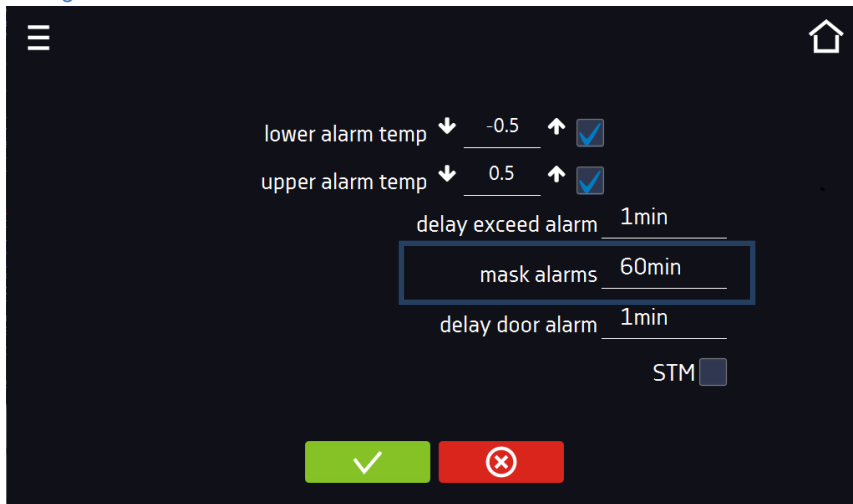 lower alarm temp -0.5
upper alarm temp 0.5
delay exceed alarm 1min
mask alarms 60min
delay door alarm 1min
STM